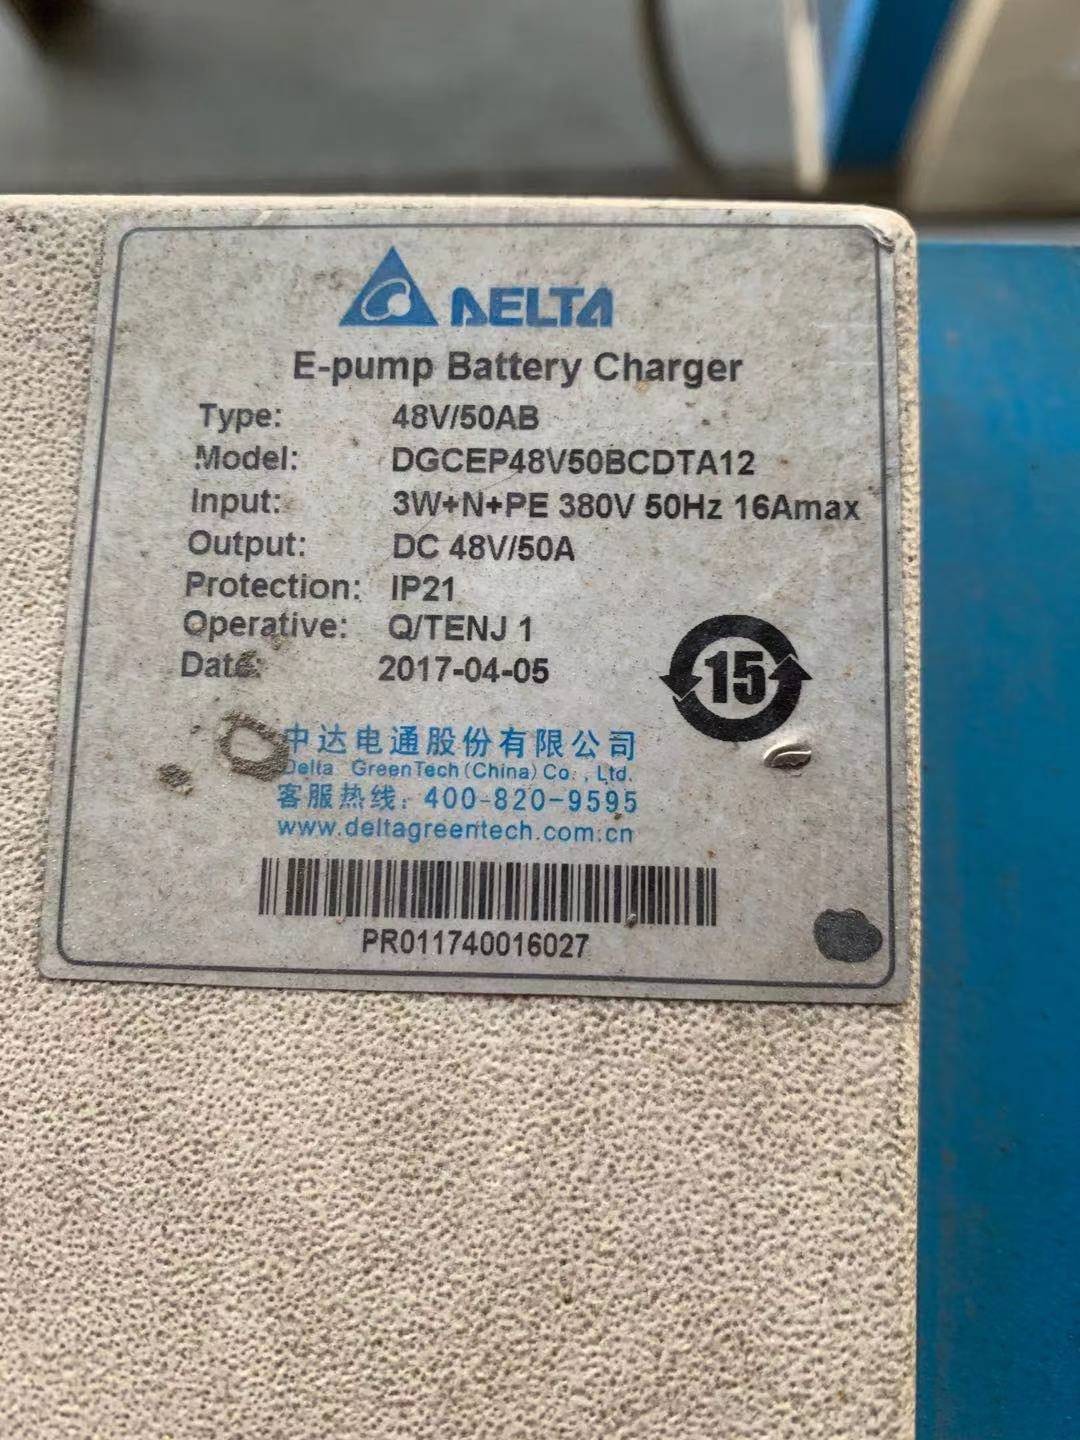 DELTA
E-pump Battery Charger
Type: 48V/50AB
Model: DGCEP48V50BCDTA12
Input: 3W+N+PE 380V 50Hz 16Amax
Output: DC 48V/50A
Protection: IP21
Operative: Q/TENJ 1
Date: 2017-04-05
15
中达电通股份有限公司
Delta GreenTech(China)Co.,Ltd.
客服热线：400-820-9595
www.deltagreentech.com.cn
PR011740016027